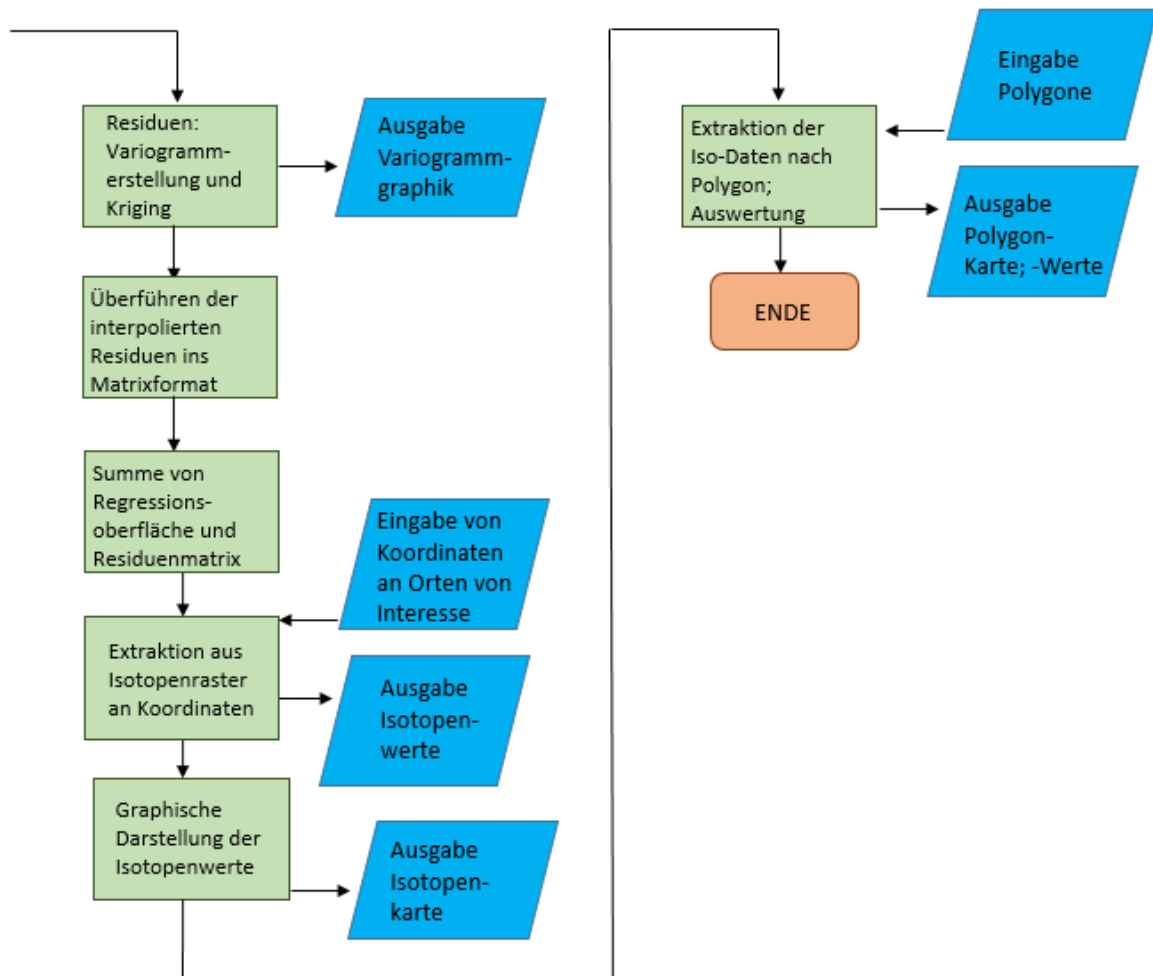 Residuen:
Variogramm-
erstellung und
Kriging
Ausgabe
Variogramm-
graphik
Überführen der
interpolierten
Residuen ins
Matrixformat
Summe von
Regressions-
oberfläche und
Residuenmatrix
Eingabe von
Koordinaten
an Orten von
Interesse
Extraktion aus
Isotopenraster
an Koordinaten
Ausgabe
Isotopen-
werte
Graphische
Darstellung der
Isotopenwerte
Ausgabe
Isotopen-
karte
Eingabe
Polygone
Extraktion der
Iso-Daten nach
Polygon;
Auswertung
Ausgabe
Polygon-
Karte; -Werte
ENDE